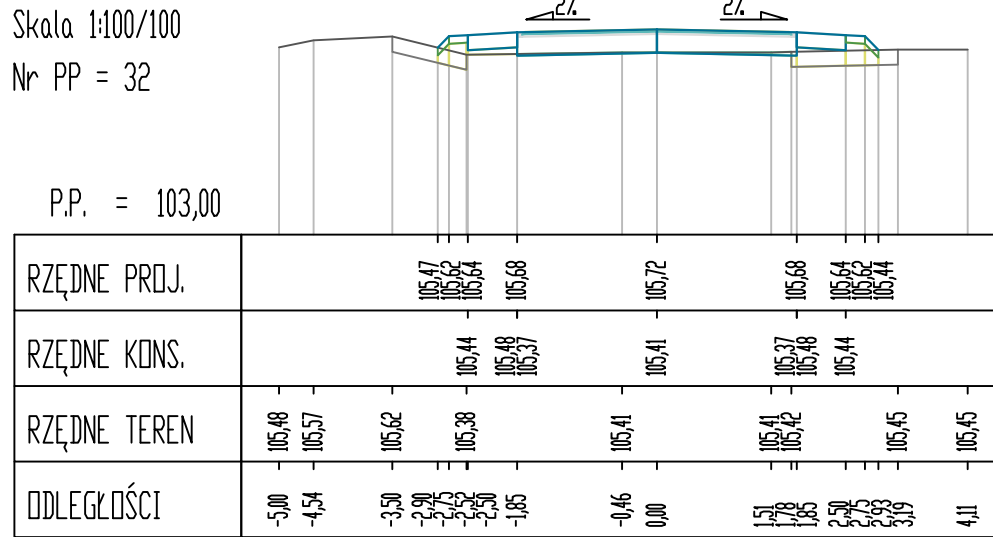 Skala 1:100/100
2% 2%
Nr PP = 32
P.P. = 103,00
RZĘDNE PROJ. 105,47 105,62 105,64 105,68 105,72 105,68 105,64 105,62 105,44
RZĘDNE KONS. 105,44 105,48 105,37 105,41 105,37 105,48 105,44
RZĘDNE TEREN 105,48 105,57 105,62 105,38 105,41 105,41 105,42 105,45 105,45
ODLEGŁOŚCI -5,00 -4,54 -3,50 -2,90 -2,75 -2,52 -2,50 -1,85 -0,46 0,00 1,51 1,78 1,85 2,50 2,75 2,93 3,19 4,11